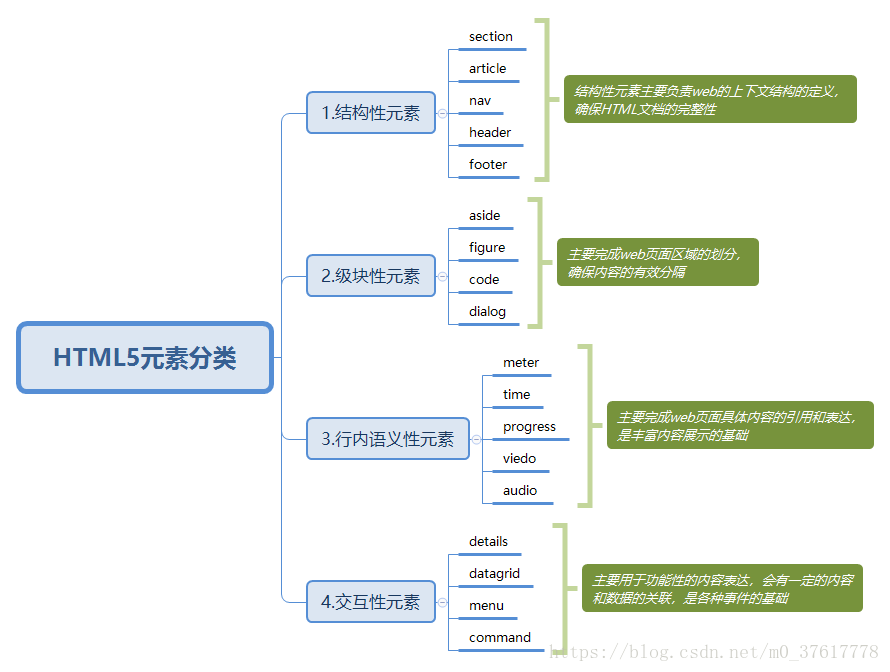 HTML5元素分类
1.结构性元素
section
article
nav
header
footer
结构性元素主要负责web的上下文结构的定义，
确保HTML文档的完整性
2.级块性元素
aside
figure
code
dialog
主要完成web页面区域的划分，
确保内容的有效分隔
3.行内语义性元素
meter
time
progress
viedo
audio
主要完成web页面具体内容的引用和表达，
是丰富内容展示的基础
4.交互性元素
details
datagrid
menu
command
主要用于功能性的内容表达，会有一定的内容
和数据的关联，是各种事件的基础
https://blog.csdn.net/m0_37617778